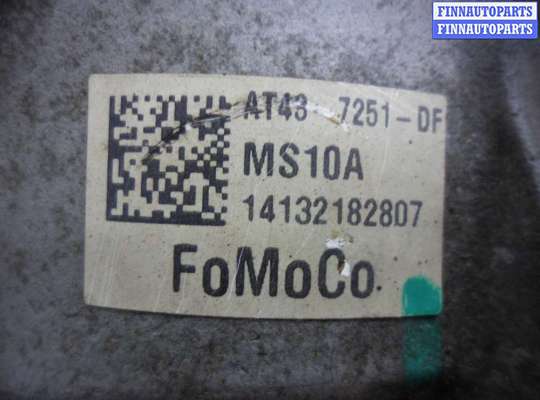 FINNAUTOPARTS
FINNAUTOPARTS
AT43 7251-DF
MS10A
14132182807
FoMoCo